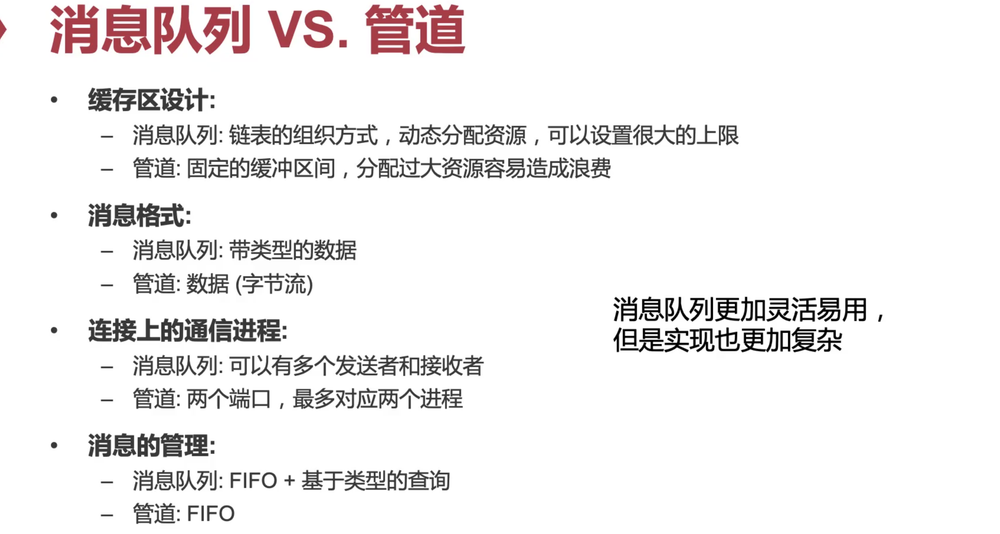 消息队列 VS. 管道
• 缓存区设计:
– 消息队列: 链表的组织方式，动态分配资源，可以设置很大的上限
– 管道: 固定的缓冲区间，分配过大资源容易造成浪费
• 消息格式:
– 消息队列: 带类型的数据
– 管道: 数据 (字节流)
• 连接上的通信进程:
– 消息队列: 可以有多个发送者和接收者
– 管道: 两个端口，最多对应两个进程
• 消息的管理:
– 消息队列: FIFO + 基于类型的查询
– 管道: FIFO
消息队列更加灵活易用，
但是实现也更加复杂